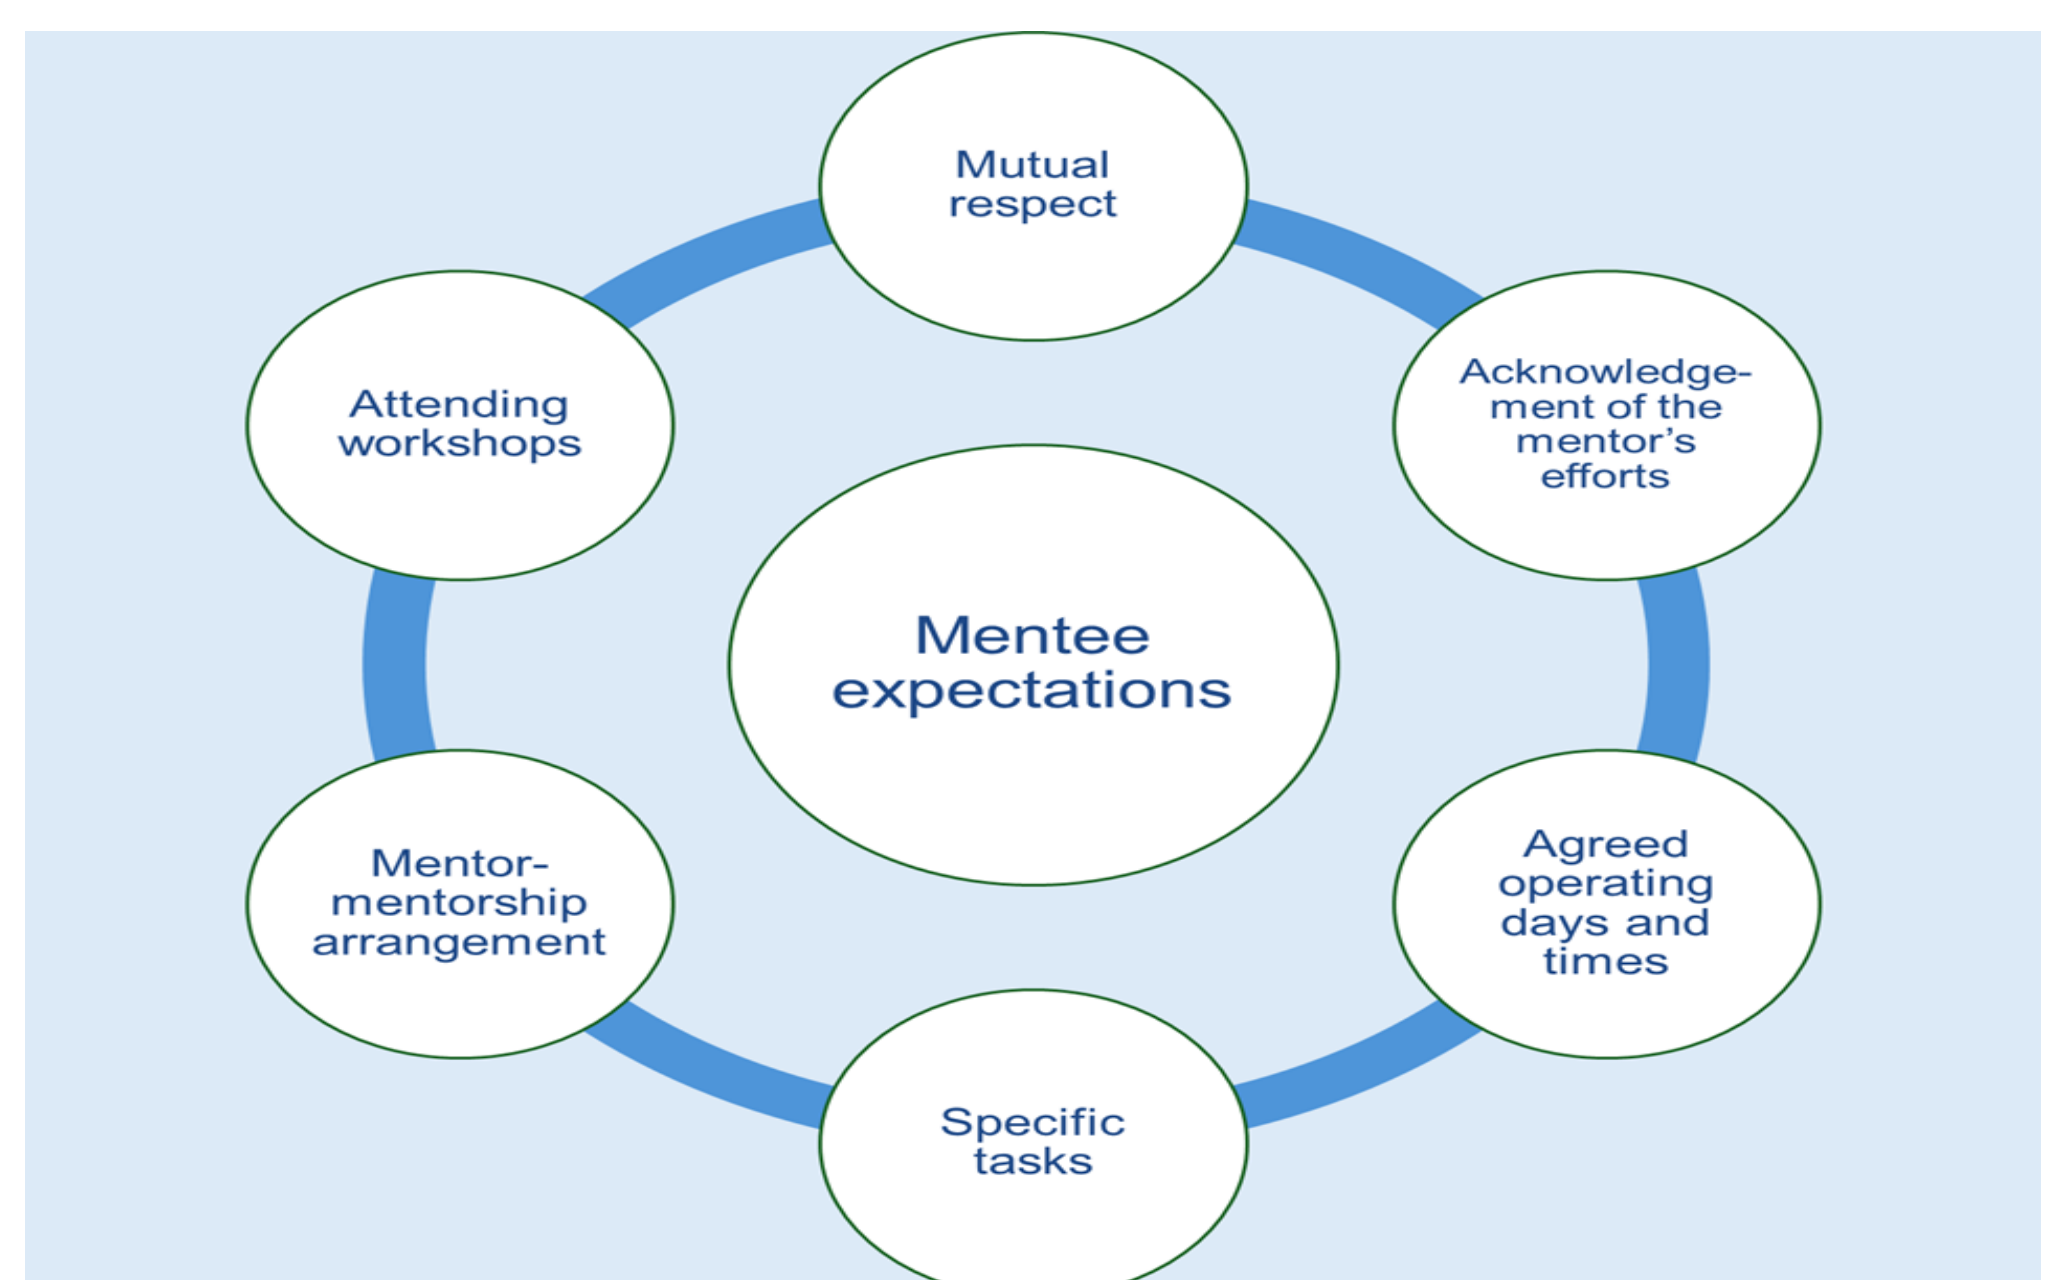 Mutual
respect
Acknowledge-
ment of the
mentor’s
efforts
Agreed
operating
days and
times
Specific
tasks
Mentor-
mentorship
arrangement
Attending
workshops
Mentee
expectations